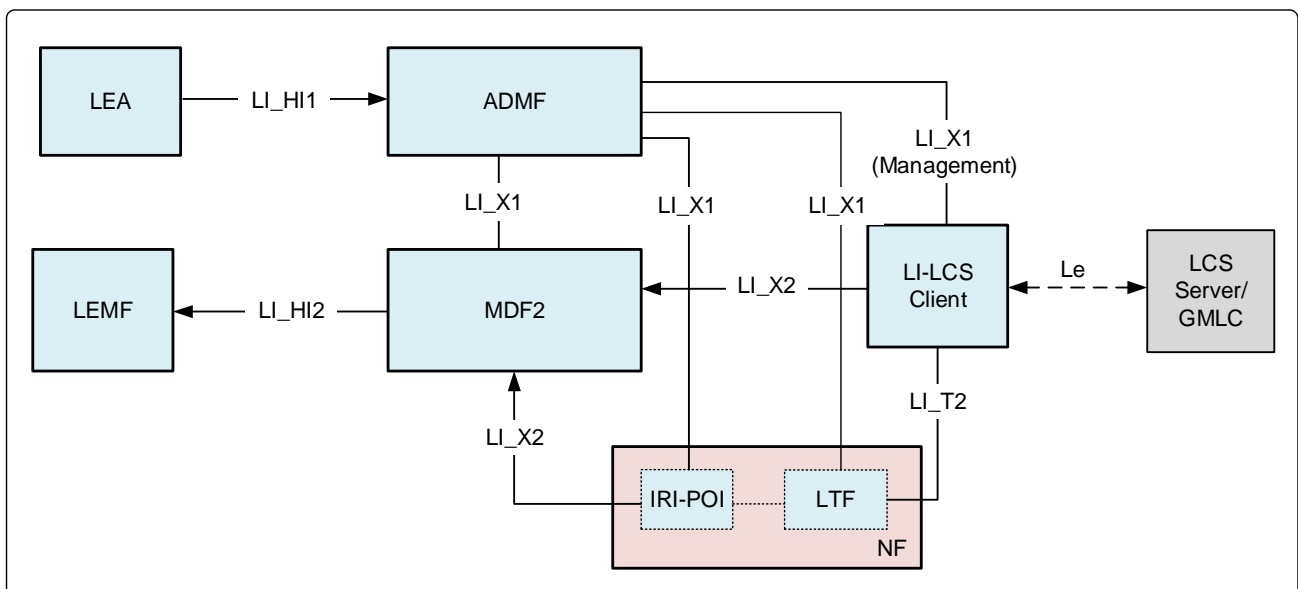 LEA
LI_HI1
ADMF
LI_X1
(Management)
LI_X1
LI_X1
LI_X1
LEMF
LI_HI2
MDF2
LI_X2
LI-LCS
Client
Le
LCS
Server/
GMLC
LI_T2
LI_X2
IRI-POI
LTF
NF